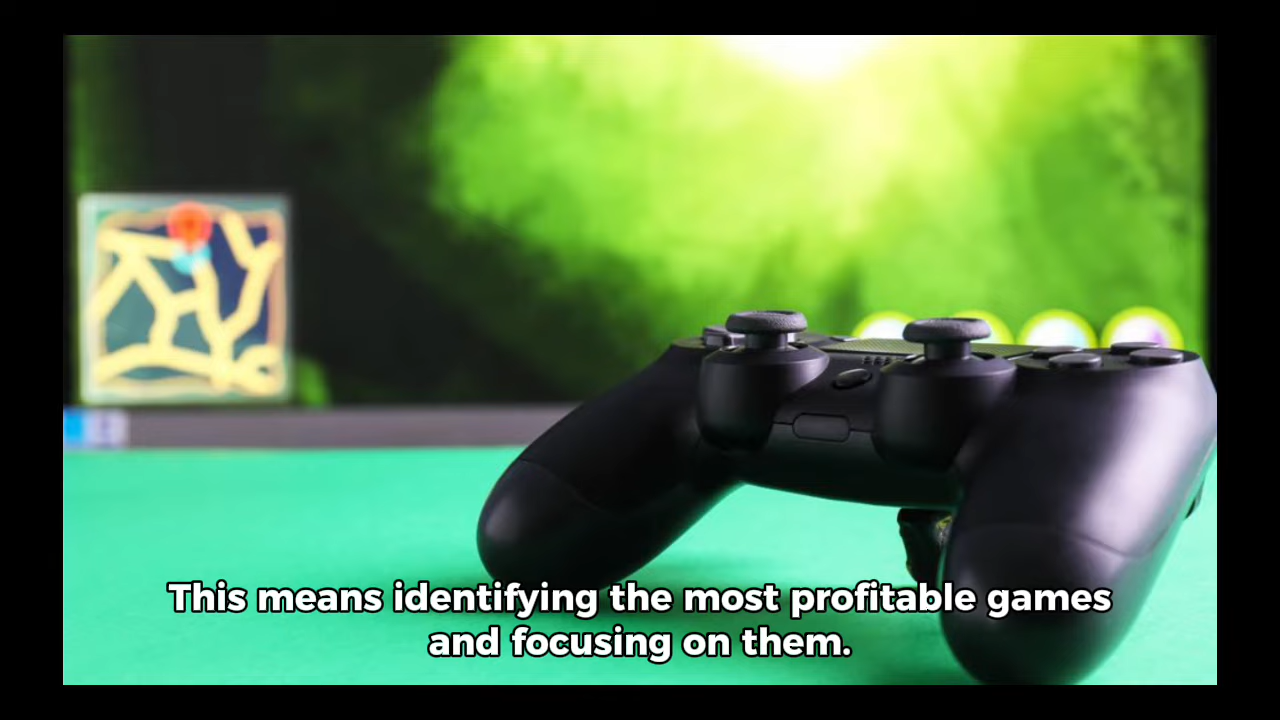 This means identifying the most profitable games
and focusing on them.